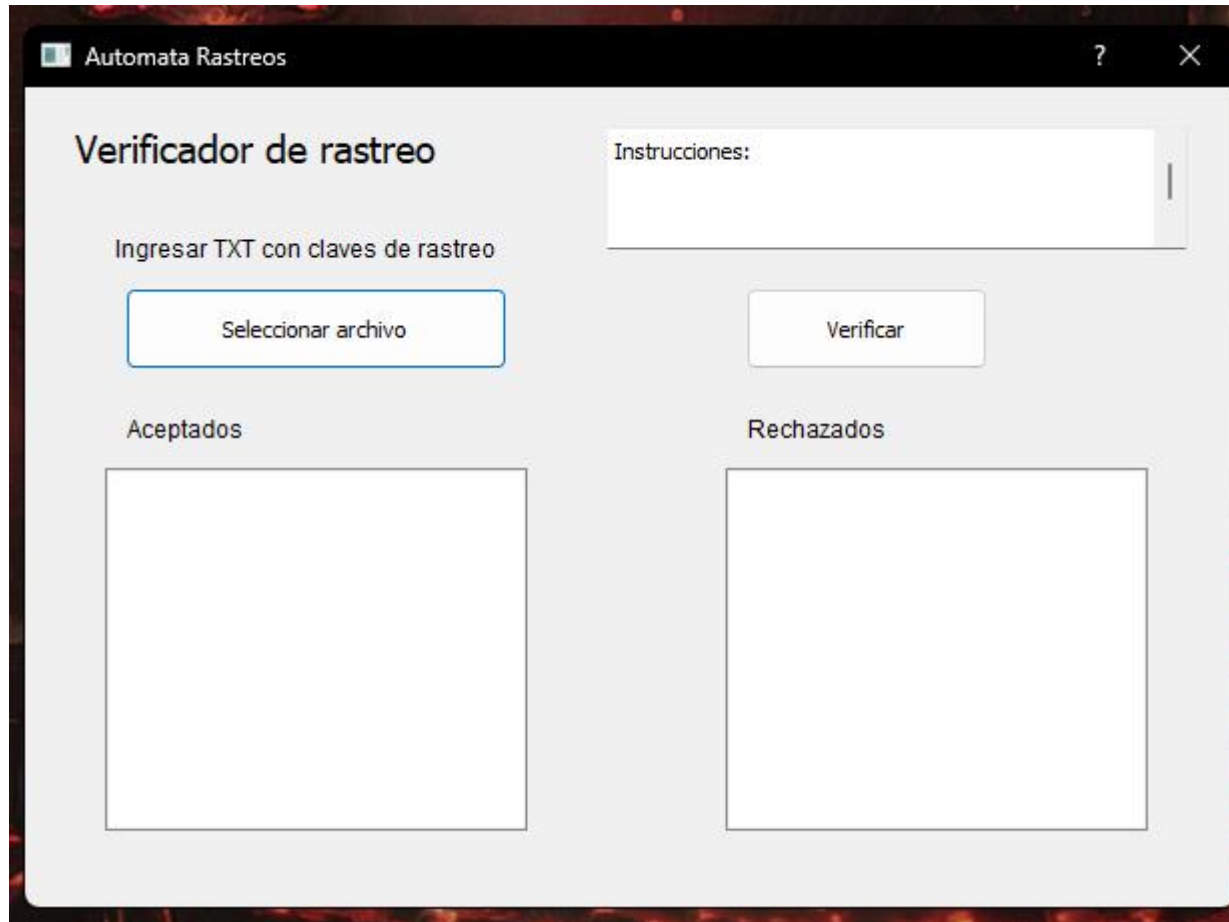 Automata Rastreos
?
Verificador de rastreo
Instrucciones:
Ingresar TXT con claves de rastreo
Seleccionar archivo
Verificar
Aceptados
Rechazados